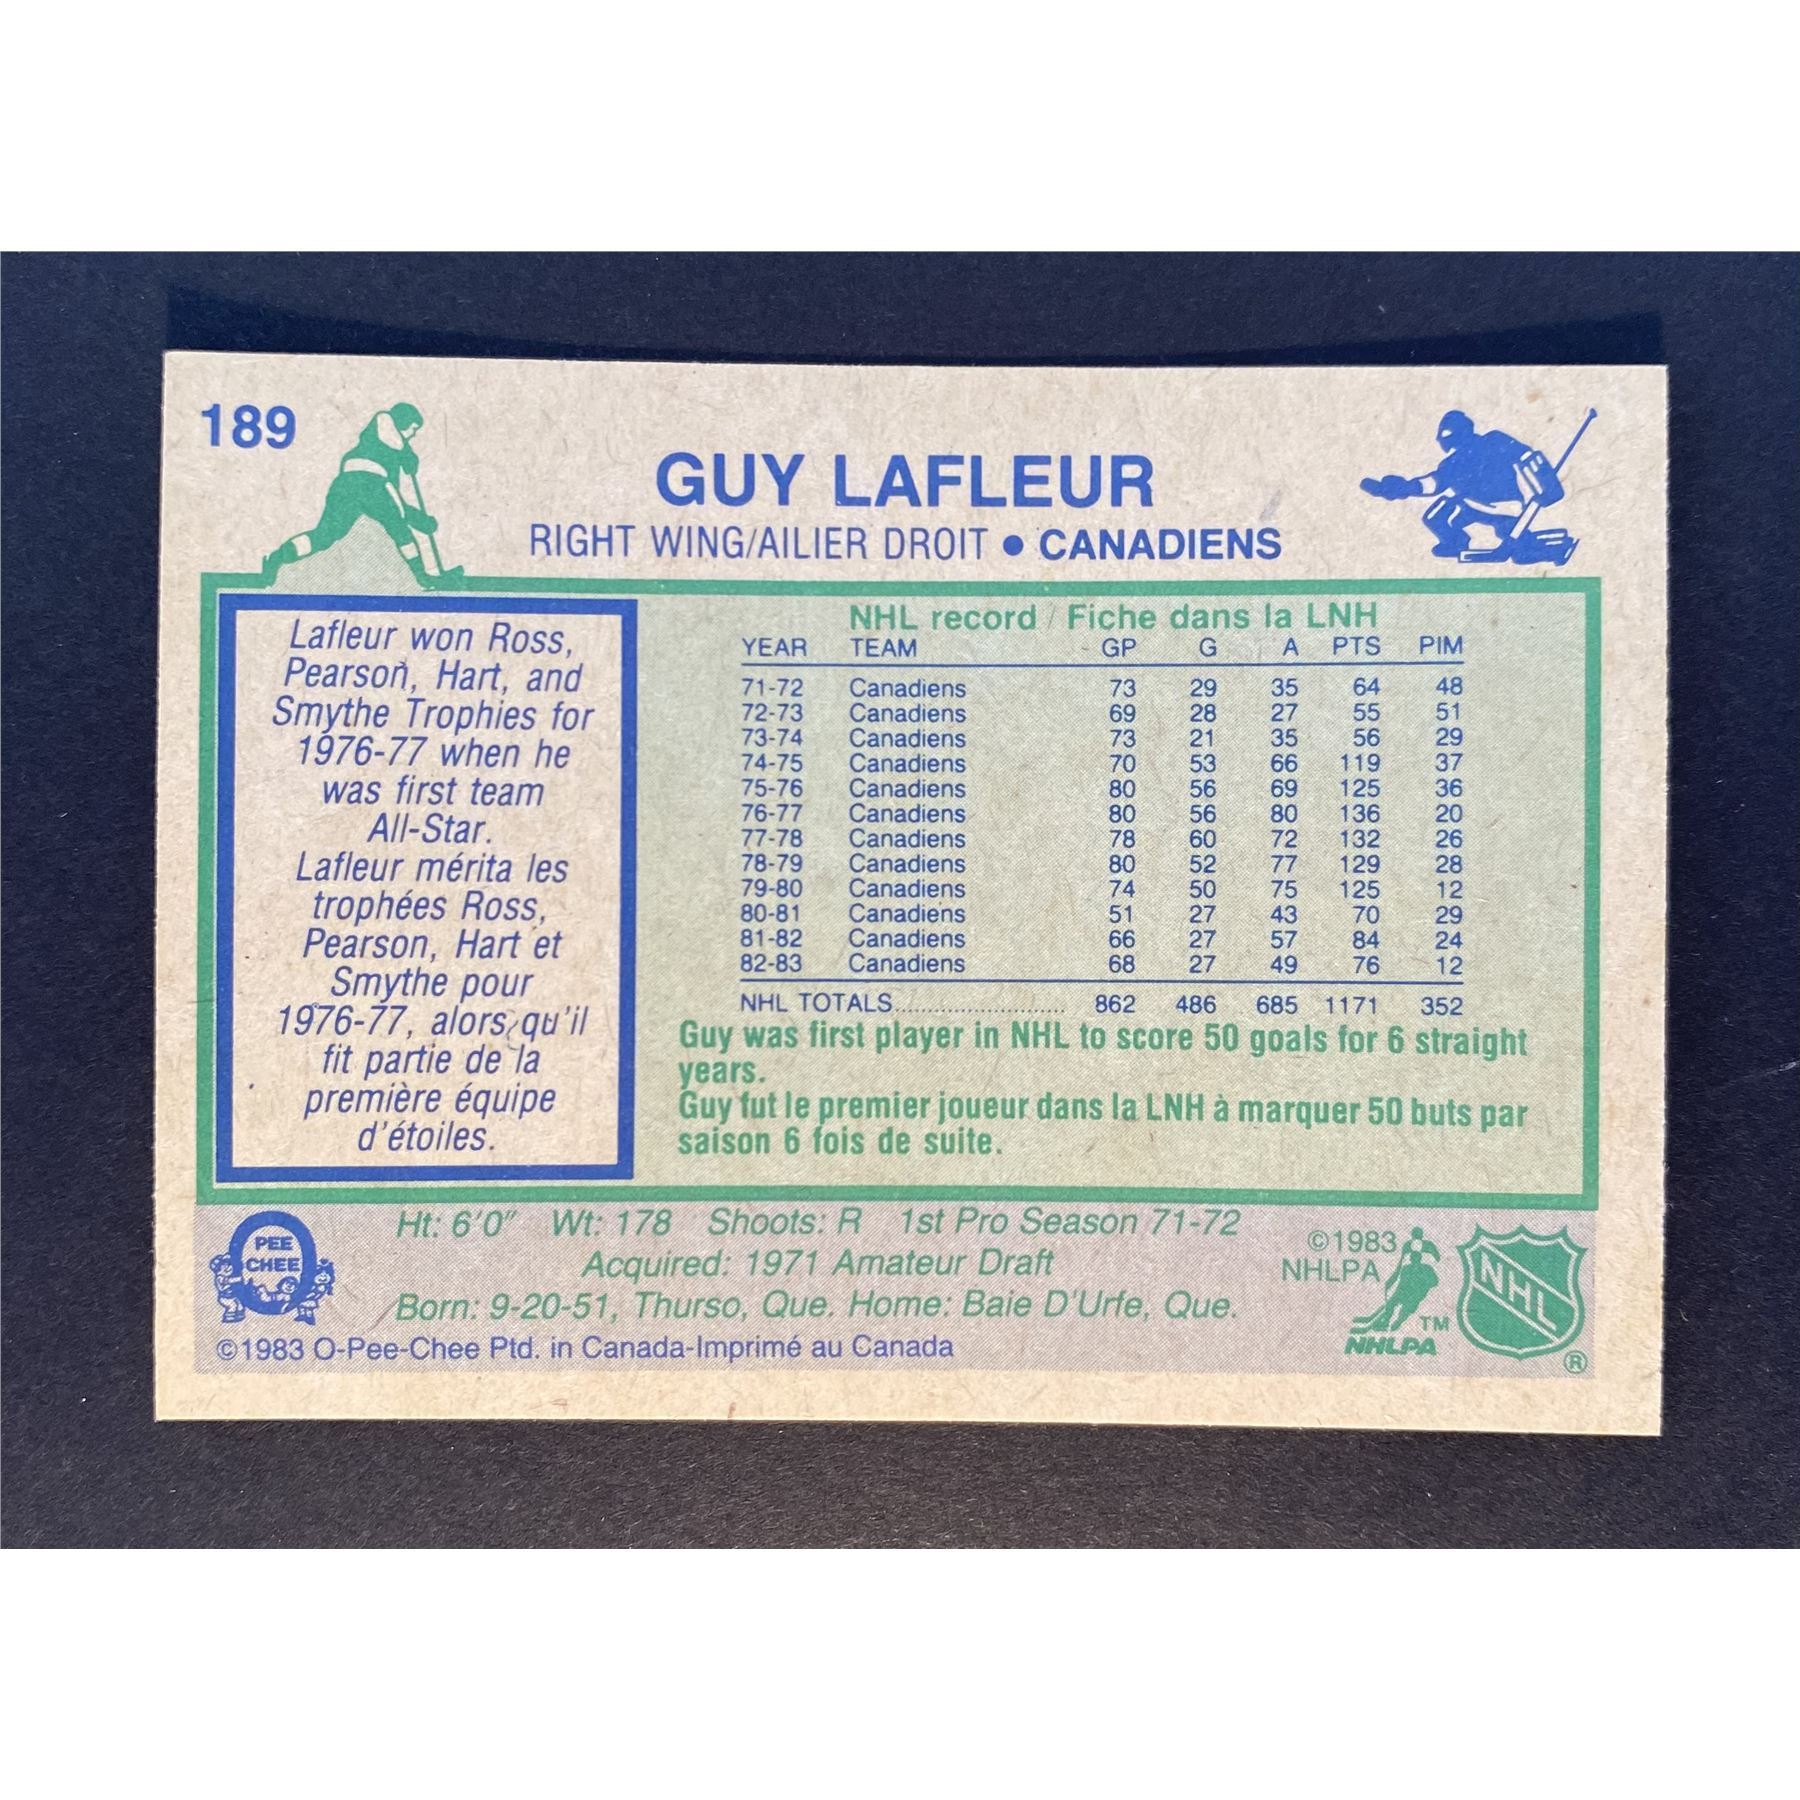 189
GUY LAFLEUR
RIGHT WING/AILIER DROIT • CANADIENS
Lafleur won Ross,
Pearson, Hart, and
Smythe Trophies for
1976-77 when he
was first team
All-Star.
Lafleur mérita les
trophées Ross,
Pearson, Hart et
Smythe pour
1976-77, alors qu'il
fit partie de la
première équipe
d'étoiles.
NHL record / Fiche dans la LNH
YEAR TEAM GP G A PTS PIM
71-72 Canadiens 73 29 35 64 48
72-73 Canadiens 69 28 27 55 51
73-74 Canadiens 73 21 35 56 29
74-75 Canadiens 70 53 66 119 37
75-76 Canadiens 80 56 69 125 36
76-77 Canadiens 80 56 80 136 20
77-78 Canadiens 78 60 72 132 26
78-79 Canadiens 80 52 77 129 28
79-80 Canadiens 74 50 75 125 12
80-81 Canadiens 51 27 43 70 29
81-82 Canadiens 66 27 57 84 24
82-83 Canadiens 68 27 49 76 12
NHL TOTALS........................... 862 486 685 1171 352
Guy was first player in NHL to score 50 goals for 6 straight
years.
Guy fut le premier joueur dans la LNH à marquer 50 buts par
saison 6 fois de suite.
O
PEE
CHEE
Ht: 6'0" Wt: 178 Shoots: R 1st Pro Season 71-72
Acquired: 1971 Amateur Draft
Born: 9-20-51, Thurso, Que. Home: Baie D'Urfe, Que.
©1983 O-Pee-Chee Ptd. in Canada-Imprimé au Canada
©1983
NHLPA
TM
NHLPA
NHL
®